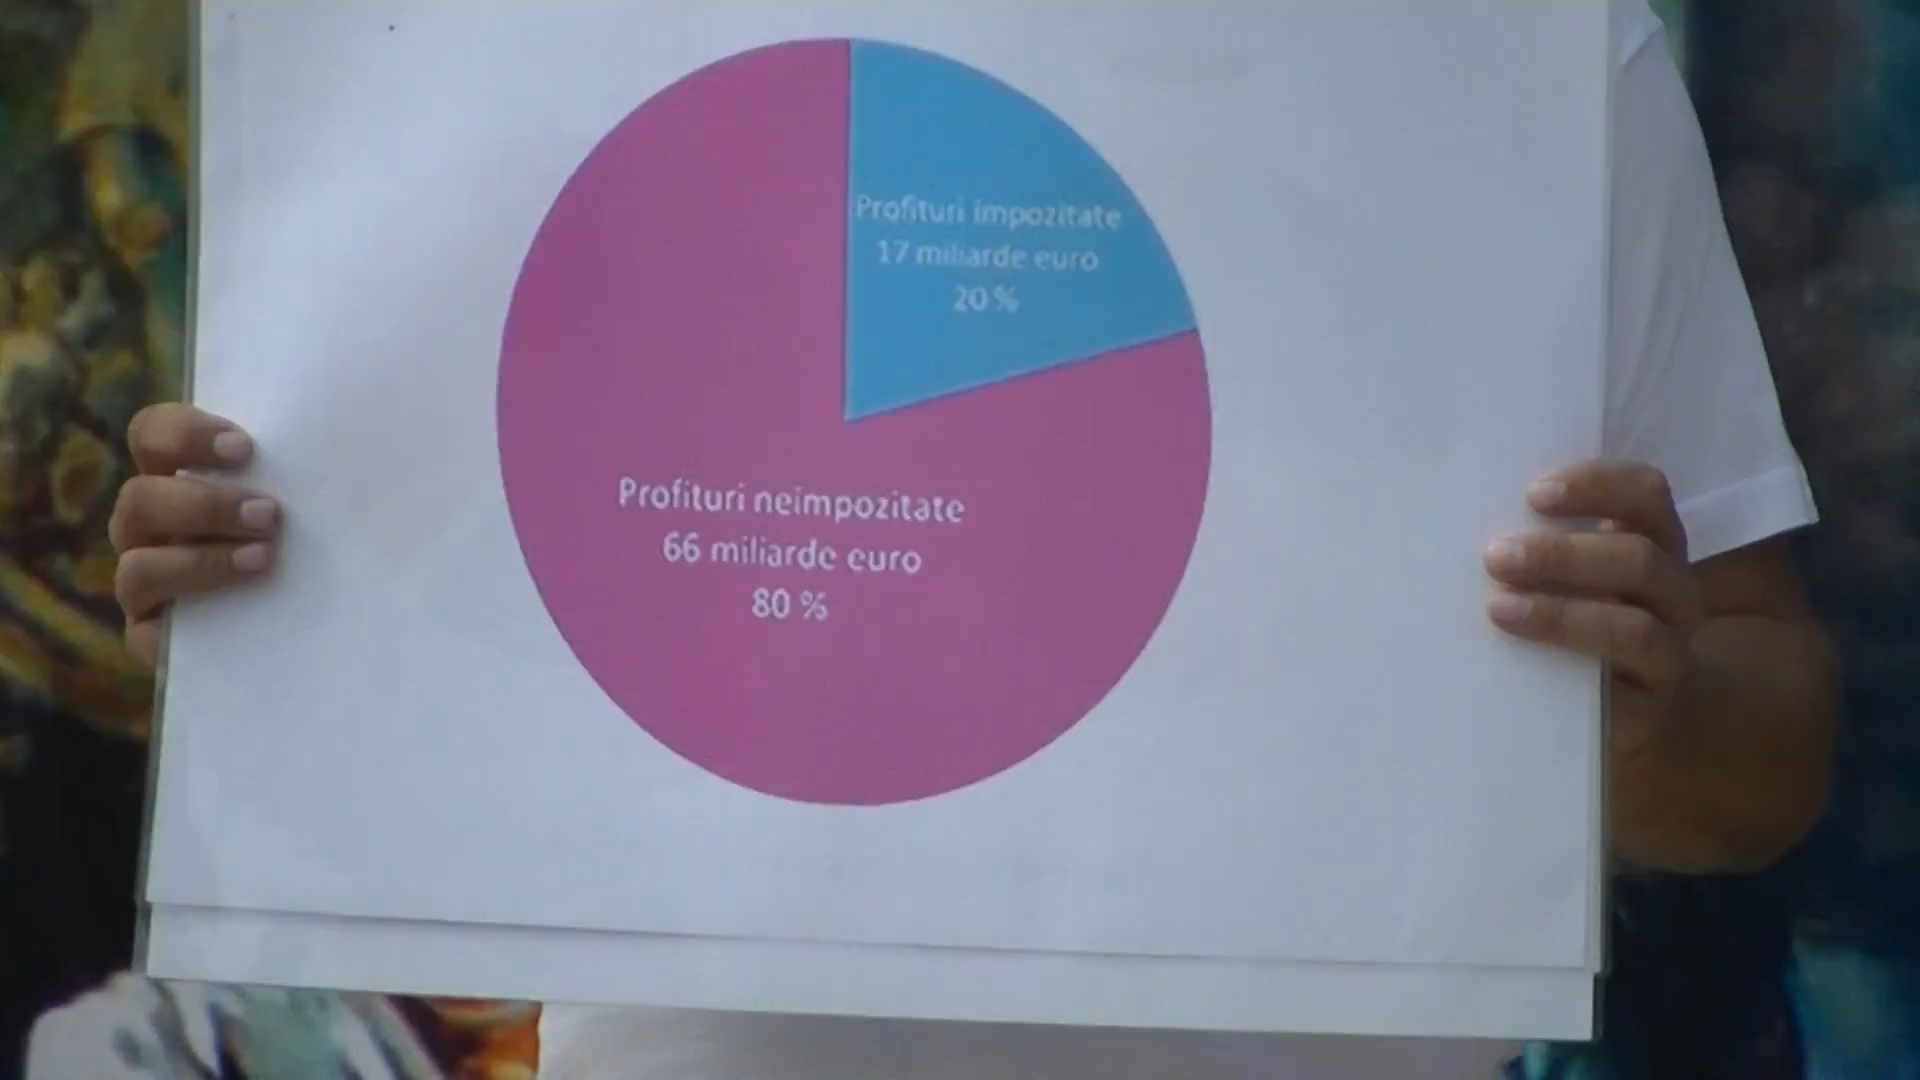 Profituri impozitate
17 miliarde euro
20 %
Profituri neimpozitate
66 miliarde euro
80 %